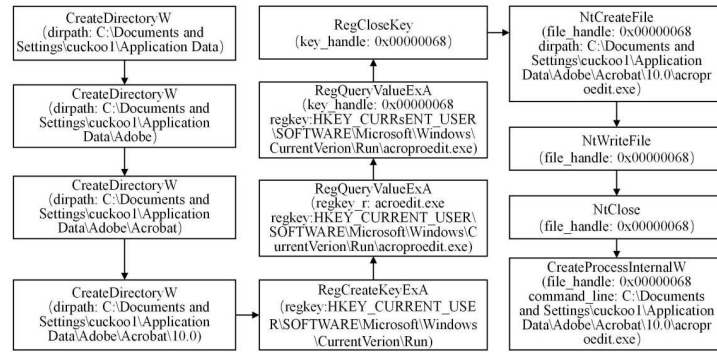 CreateDirectoryW
(dirpath: C:\Documents and
Settings\cuckoo1\Application Data)
CreateDirectoryW
(dirpath: C:\Documents and
Settings\cuckoo1\Application
Data\Adobe)
CreateDirectoryW
(dirpath: C:\Documents and
Settings\cuckoo1\Application
Data\Adobe\Acrobat)
CreateDirectoryW
(dirpath: C:\Documents and
Settings\cuckoo1\Application
Data\Adobe\Acrobat\10.0)
RegCreateKeyExA
(regkey:HKEY_CURRENT_USE
R\SOFTWARE\Microsoft\Windows
\CurrentVerion\Run)
RegQueryValueExA
(regkey_r: acroedit.exe
regkey:HKEY_CURRENT_USER\
SOFTWARE\Microsoft\Windows\C
urrentVerion\Run\acroproedit.exe)
RegQueryValueExA
(key_handle: 0x00000068
regkey:HKEY_CURRsENT_USER
\SOFTWARE\Microsoft\Windows\
CurrentVerion\Run\acroproedit.exe)
RegCloseKey
(key_handle: 0x00000068)
NtCreateFile
(file_handle: 0x00000068
dirpath: C:\Documents and
Settings\cuckoo1\Application
Data\Adobe\Acrobat\10.0\acrop
roedit.exe)
NtWriteFile
(file_handle: 0x00000068)
NtClose
(file_handle: 0x00000068)
CreateProcessInternalW
(file_handle: 0x00000068
command_line: C:\Documents
and Settings\cuckoo1\Application
Data\Adobe\Acrobat\10.0\acropr
oedit.exe)